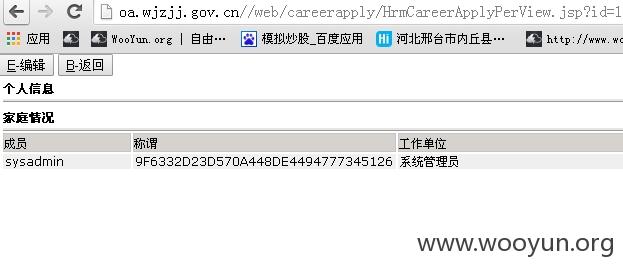 oa.wjzjj.gov.cn//web/careerapply/HrmCareerApplyPerView.jsp?id=1
应用 WooYun.org | 自由… 模拟炒股_百度应用 Hi 河北邢台市内丘县… http://www.wo
E-编辑 B-返回
个人信息
家庭情况
成员 称谓 工作单位
sysadmin 9F6332D23D570A448DE4494777345126 系统管理员
www.wooyun.org